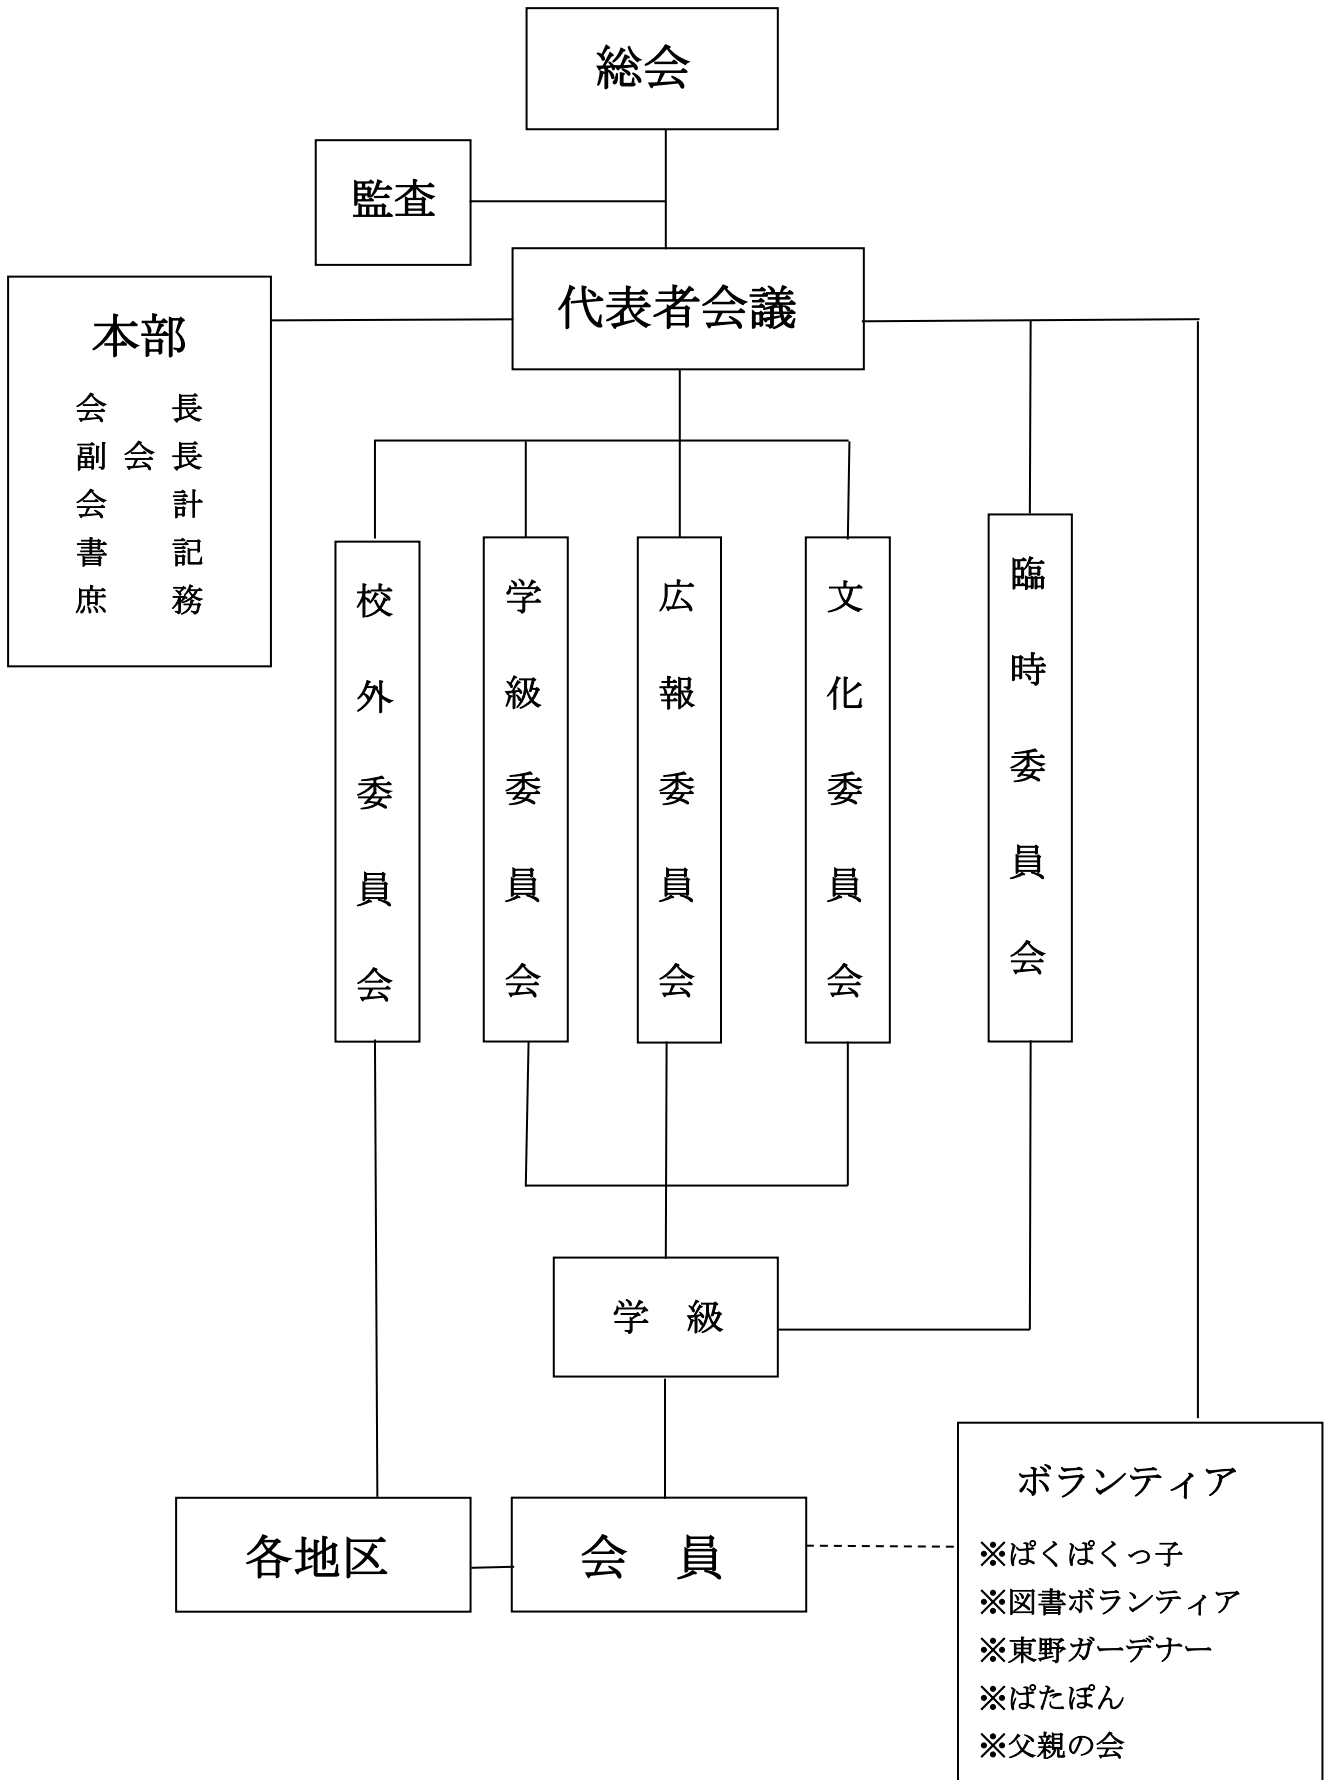 総会
監査
代表者会議
本部
会　　長
副 会 長
会　　計
書　　記
庶　　務
校外委員会
学級委員会
広報委員会
文化委員会
臨時委員会
学　級
各地区
会　員
ボランティア
※ぱくぱくっ子
※図書ボランティア
※東野ガーデナー
※ぱたぽん
※父親の会